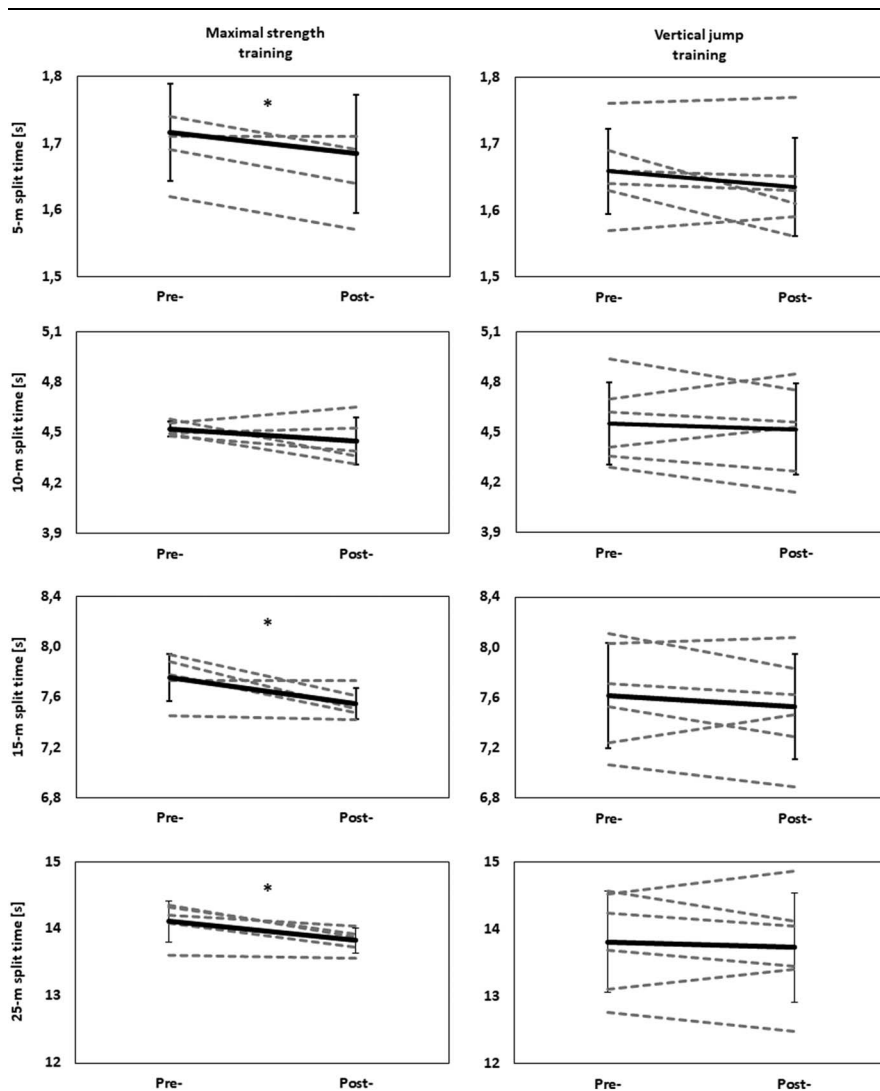 Maximal strength
training
Vertical jump
training
5-m split time [s]
1,8
1,7
1,6
1,5
*
Pre-
Post-
1,8
1,7
1,6
1,5
Pre-
Post-
10-m split time [s]
5,1
4,8
4,5
4,2
3,9
Pre-
Post-
5,1
4,8
4,5
4,2
3,9
Pre-
Post-
15-m split time [s]
8,4
8,0
7,6
7,2
6,8
*
Pre-
Post-
8,4
8,0
7,6
7,2
6,8
Pre-
Post-
25-m split time [s]
15
14
13
12
*
Pre-
Post-
15
14
13
12
Pre-
Post-